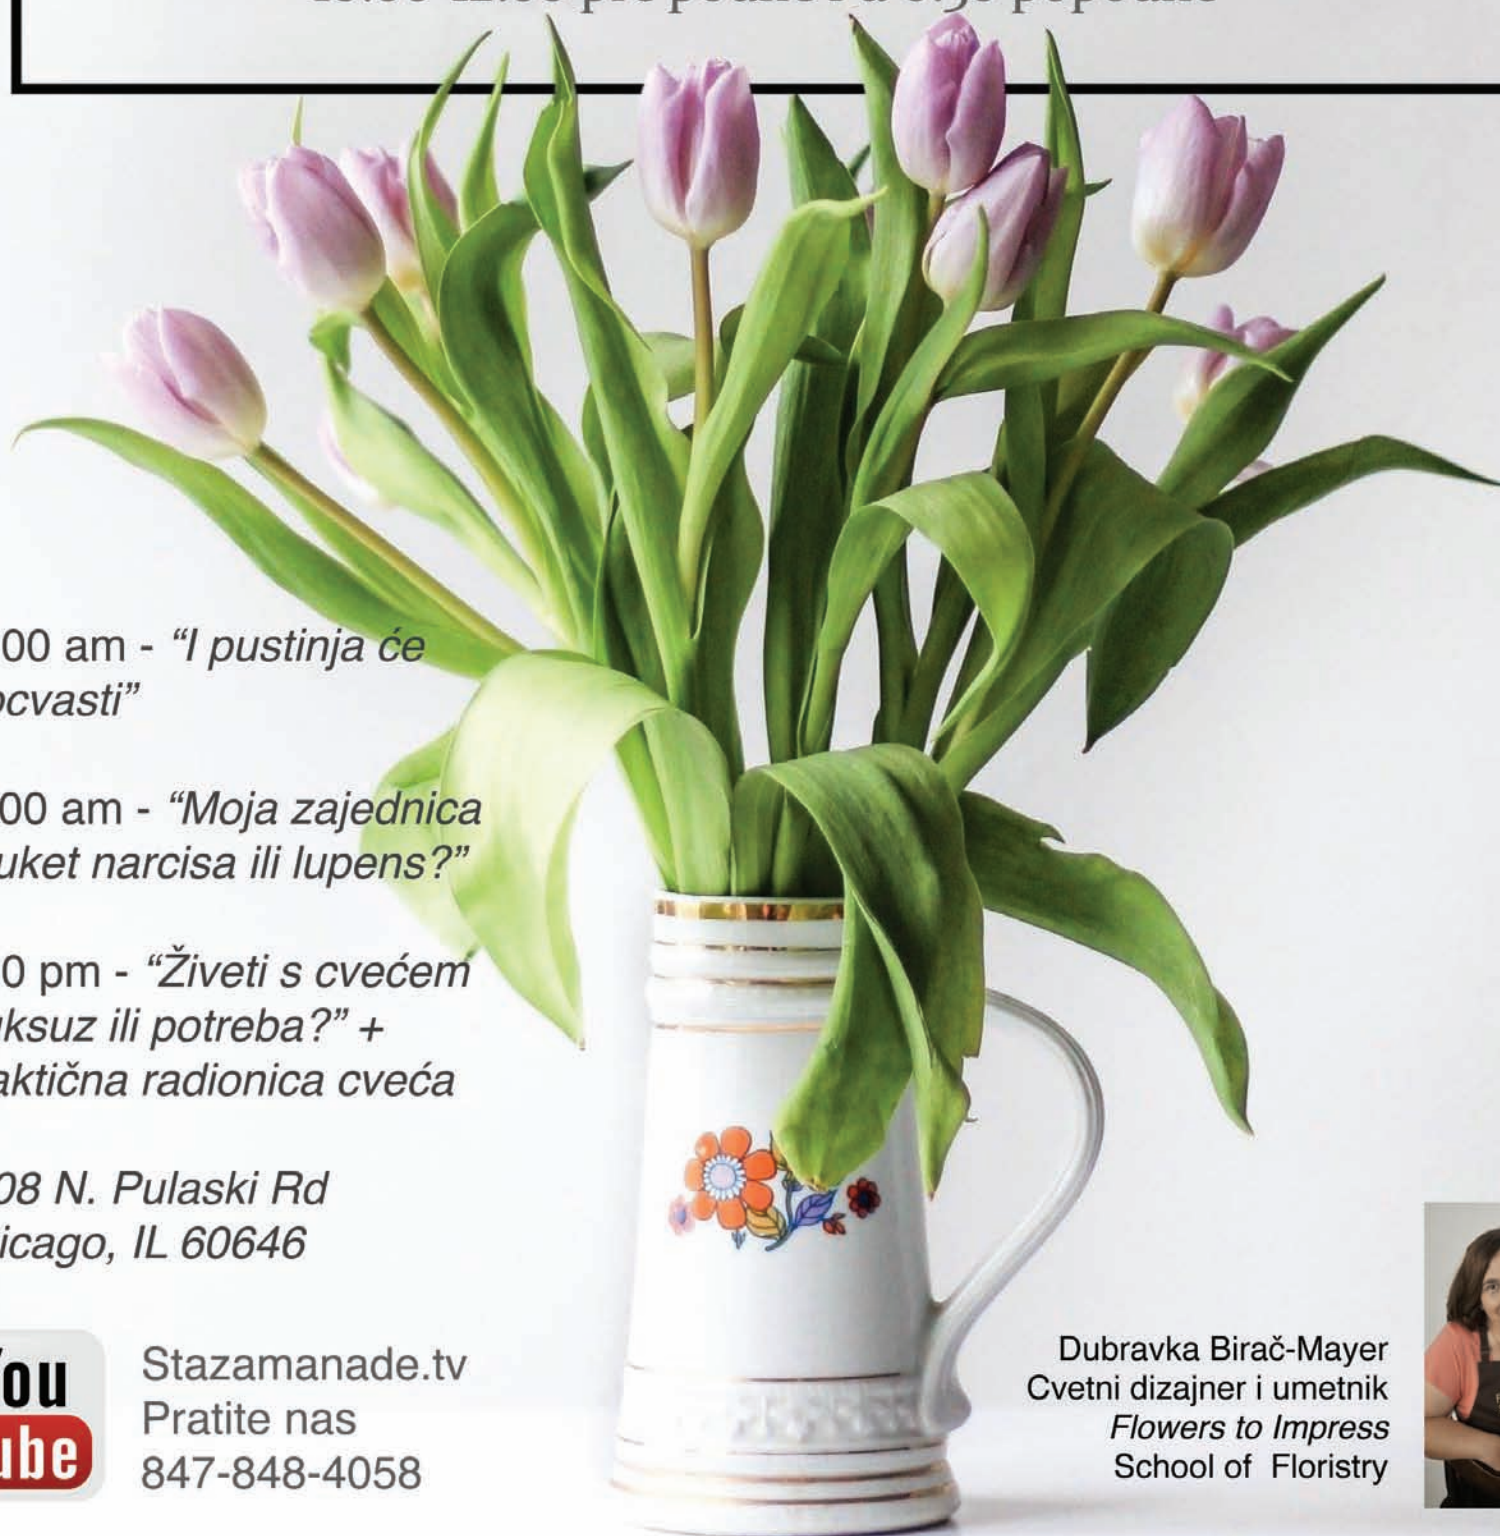 00 am - “I pustinja će
ocvasti”
00 am - “Moja zajednica
uket narcisa ili lupens?”
0 pm - “Živeti s cvećem
uksuz ili potreba?” +
aktična radionica cveća
08 N. Pulaski Rd
icago, IL 60646
You
ube
Stazamanade.tv
Pratite nas
847-848-4058
Dubravka Birač-Mayer
Cvetni dizajner i umetnik
Flowers to Impress
School of Floristry